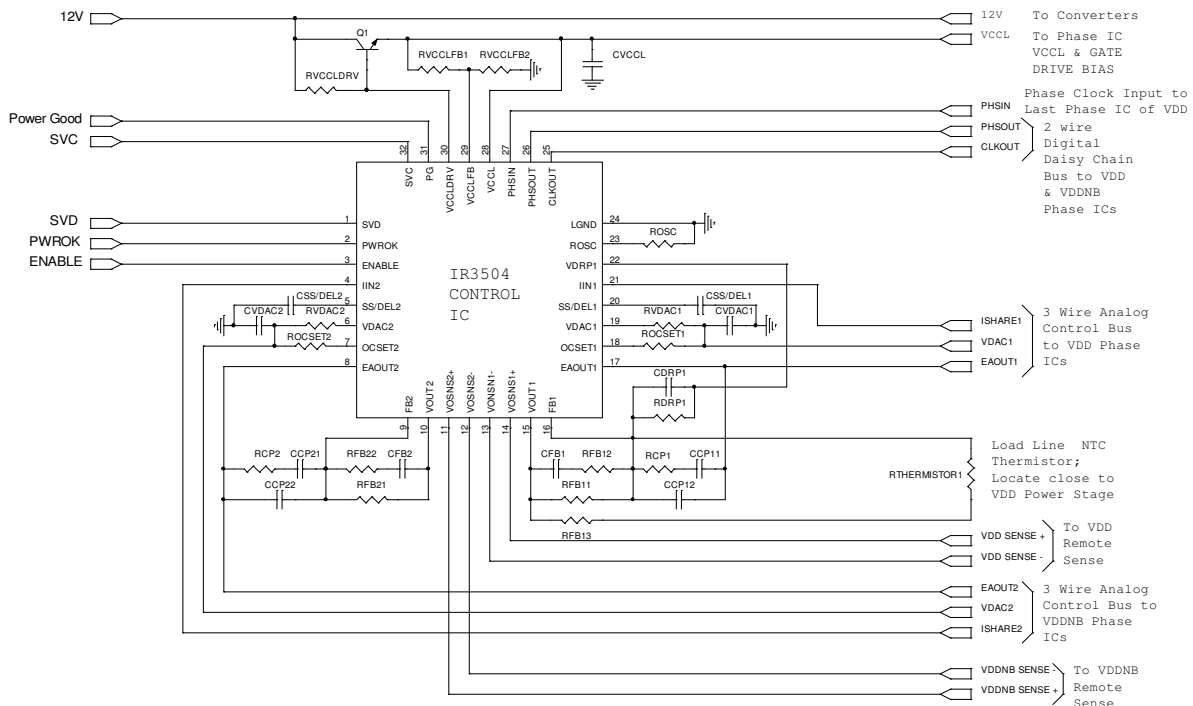 12V
12V To Converters
Q1
VCCL To Phase IC
VCCL & GATE
DRIVE BIAS
RVCCLFB1 RVCCLFB2
CVCCL
RVCCLDRV
Phase Clock Input to
PHSIN Last Phase IC of VDD
Power Good
PHSOUT 2 wire
SVC
CLKOUT Digital
Daisy Chain
Bus to VDD
& VDDNB
Phase ICs
32 31 30 29 28 27 26 25
SVC PG VCCLDRV VCCLFB VCCL PHSIN PHSOUT CLKOUT
SVD 1 SVD LGND 24
PWROK 2 PWROK ROSC 23 ROSC
ENABLE 3 ENABLE VDRP1 22
4 IIN2 IIN1 21
IR3504
CONTROL
IC
CSS/DEL2 5 SS/DEL2 SS/DEL1 20 CSS/DEL1
CVDAC2 RVDAC2 6 VDAC2 VDAC1 19 RVDAC1 CVDAC1
ROCSET2 7 OCSET2 OCSET1 18 ROCSET1
8 EAOUT2 EAOUT1 17
ISHARE1 3 Wire Analog
Control Bus
VDAC1 to VDD Phase
EAOUT1 ICs
FB2 VOUT2 VOSNS2+ VOSNS2- VONSN1- VOSNS1+ VOUT1 FB1
9 10 11 12 13 14 15 16
CDRP1
RDRP1
RCP2 CCP21 RFB22 CFB2
CCP22 RFB21
CFB1 RFB12 RCP1 CCP11
RFB11 CCP12
RFB13
RTHERMISTOR1
Load Line NTC
Thermistor;
Locate close to
VDD Power Stage
VDD SENSE + To VDD
Remote
VDD SENSE - Sense
EAOUT2 3 Wire Analog
VDAC2 Control Bus to
VDDNB Phase
ISHARE2 ICs
VDDNB SENSE - To VDDNB
VDDNB SENSE + Remote
Sense